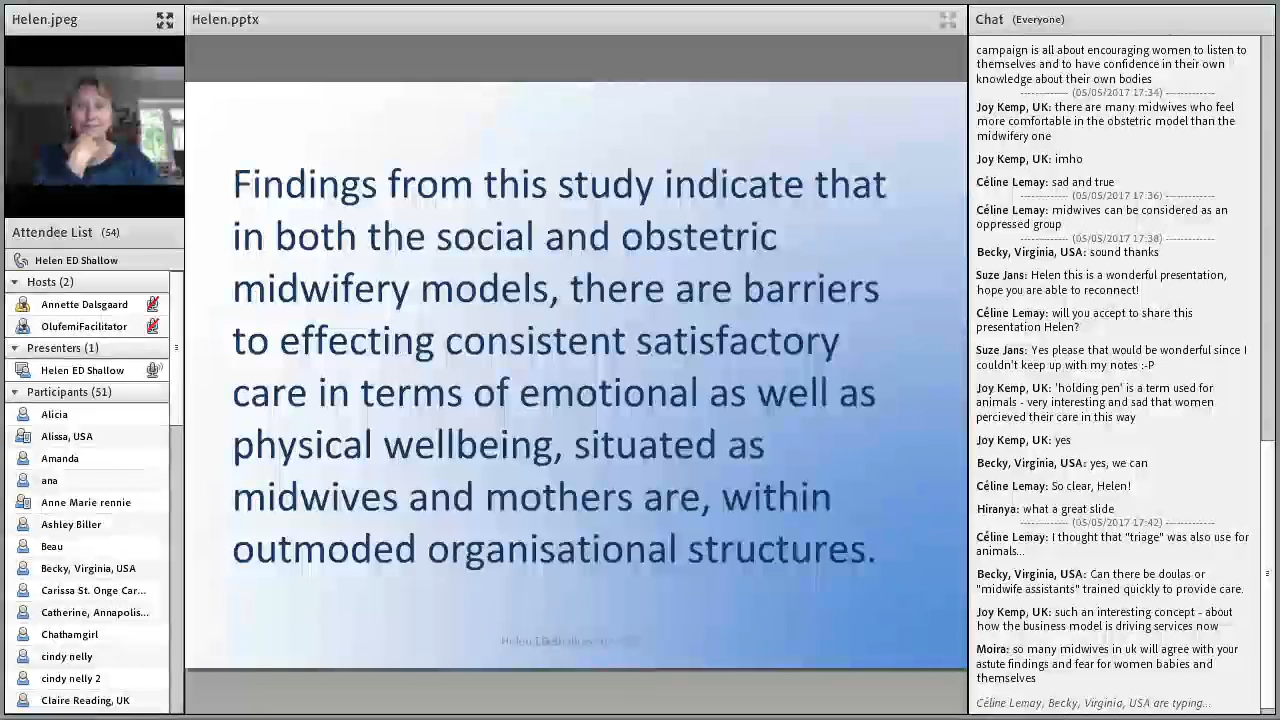 Helen.jpeg
Attendee List (54)
Helen ED Shallow
Hosts (2)
Annette Dalsgaard
OlufemiFacilitator
Presenters (1)
Helen ED Shallow
Participants (51)
Alicia
Alissa, USA
Amanda
ana
Anne Marie rennie
Ashley Biller
Beau
Becky, Virginia, USA
Carissa St. Onge Car...
Catherine, Annapolis...
Chathamgirl
cindy nelly
cindy nelly 2
Claire Reading, UK
Helen.pptx
Findings from this study indicate that
in both the social and obstetric
midwifery models, there are barriers
to effecting consistent satisfactory
care in terms of emotional as well as
physical wellbeing, situated as
midwives and mothers are, within
outmoded organisational structures.
Chat (Everyone)
campaign is all about encouraging women to listen to
themselves and to have confidence in their own
knowledge about their own bodies
------------ (05/05/2017 17:34) ------------
Joy Kemp, UK: there are many midwives who feel
more comfortable in the obstetric model than the
midwifery one
Joy Kemp, UK: imho
Céline Lemay: sad and true
------------ (05/05/2017 17:36) ------------
Céline Lemay: midwives can be considered as an
oppressed group
------------ (05/05/2017 17:38) ------------
Becky, Virginia, USA: sound thanks
Suze Jans: Helen this is a wonderful presentation,
hope you are able to reconnect!
Céline Lemay: will you accept to share this
presentation Helen?
Suze Jans: Yes please that would be wonderful since I
couldn't keep up with my notes :-P
Joy Kemp, UK: 'holding pen' is a term used for
animals - very interesting and sad that women
percieved their care in this way
Joy Kemp, UK: yes
Becky, Virginia, USA: yes, we can
Céline Lemay: So clear, Helen!
Hiranya: what a great slide
------------ (05/05/2017 17:42) ------------
Céline Lemay: I thought that "triage" was also use for
animals...
Becky, Virginia, USA: Can there be doulas or
"midwife assistants" trained quickly to provide care.
Joy Kemp, UK: such an interesting concept - about
how the business model is driving services now
Moira: so many midwives in uk will agree with your
astute findings and fear for women babies and
themselves
Céline Lemay, Becky, Virginia, USA are typing...